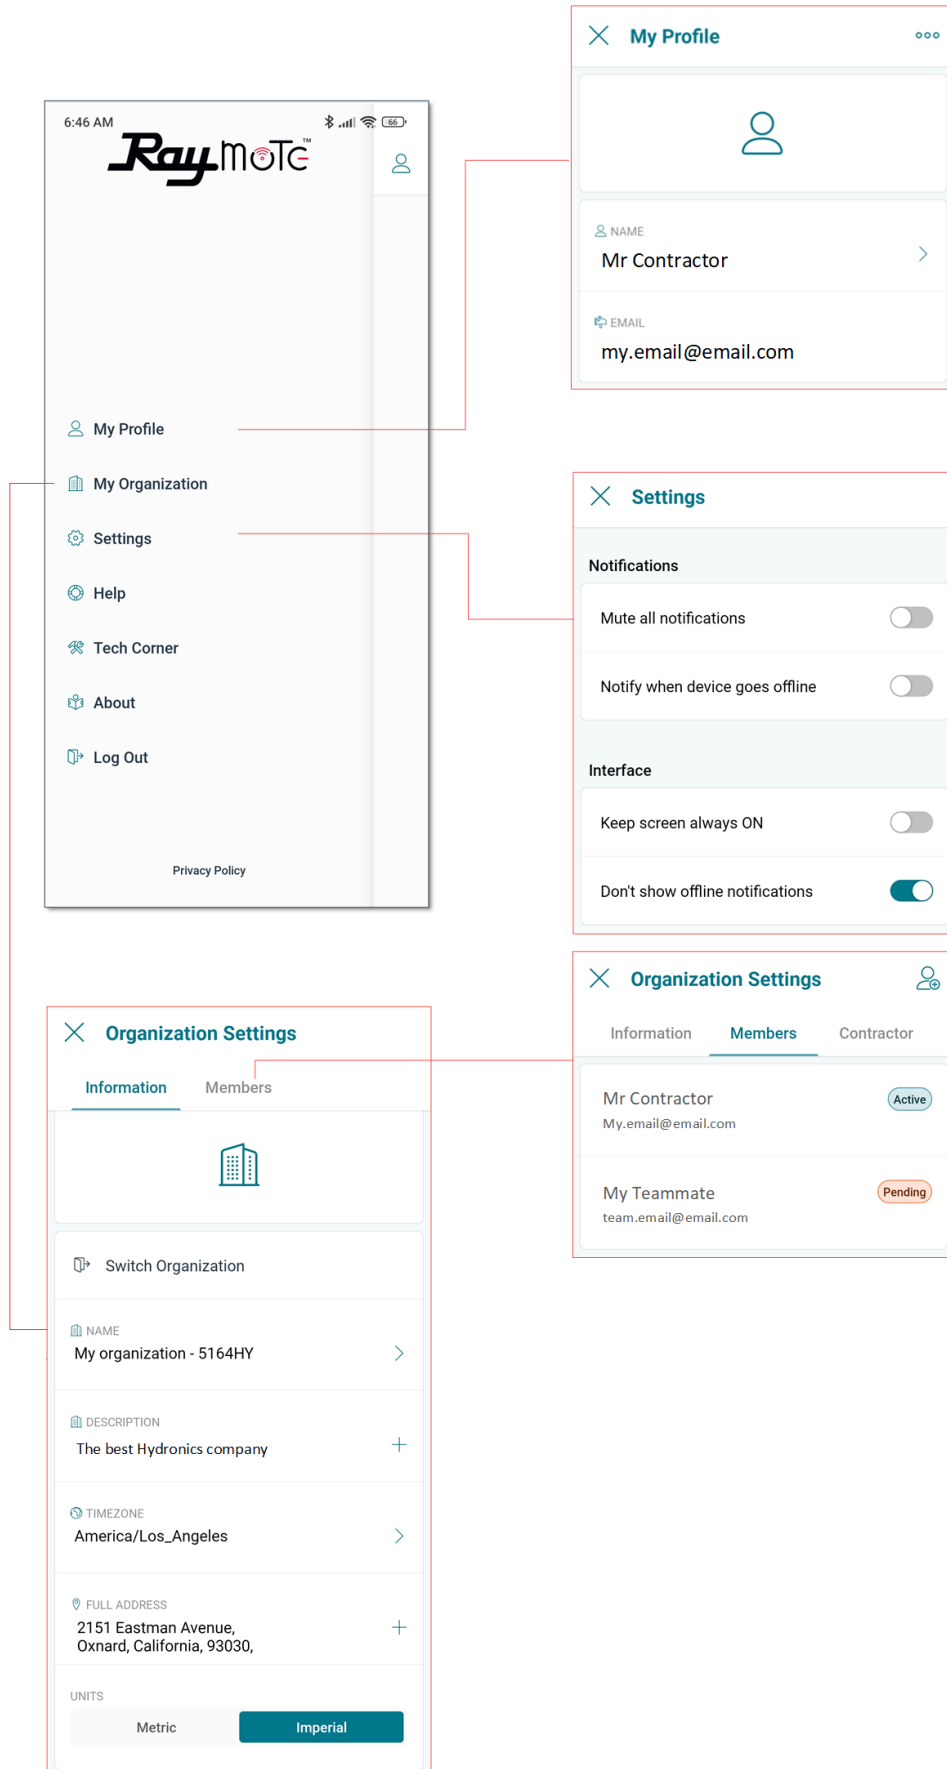 My Profile
NAME
Mr Contractor
EMAIL
my.email@email.com
6:46 AM
66
Raymote™
My Profile
My Organization
Settings
Help
Tech Corner
About
Log Out
Privacy Policy
Settings
Notifications
Mute all notifications
Notify when device goes offline
Interface
Keep screen always ON
Don't show offline notifications
Organization Settings
Information Members Contractor
Mr Contractor Active
My.email@email.com
My Teammate Pending
team.email@email.com
Organization Settings
Information Members
Switch Organization
NAME
My organization - 5164HY
DESCRIPTION
The best Hydronics company
TIMEZONE
America/Los_Angeles
FULL ADDRESS
2151 Eastman Avenue,
Oxnard, California, 93030,
UNITS
Metric Imperial